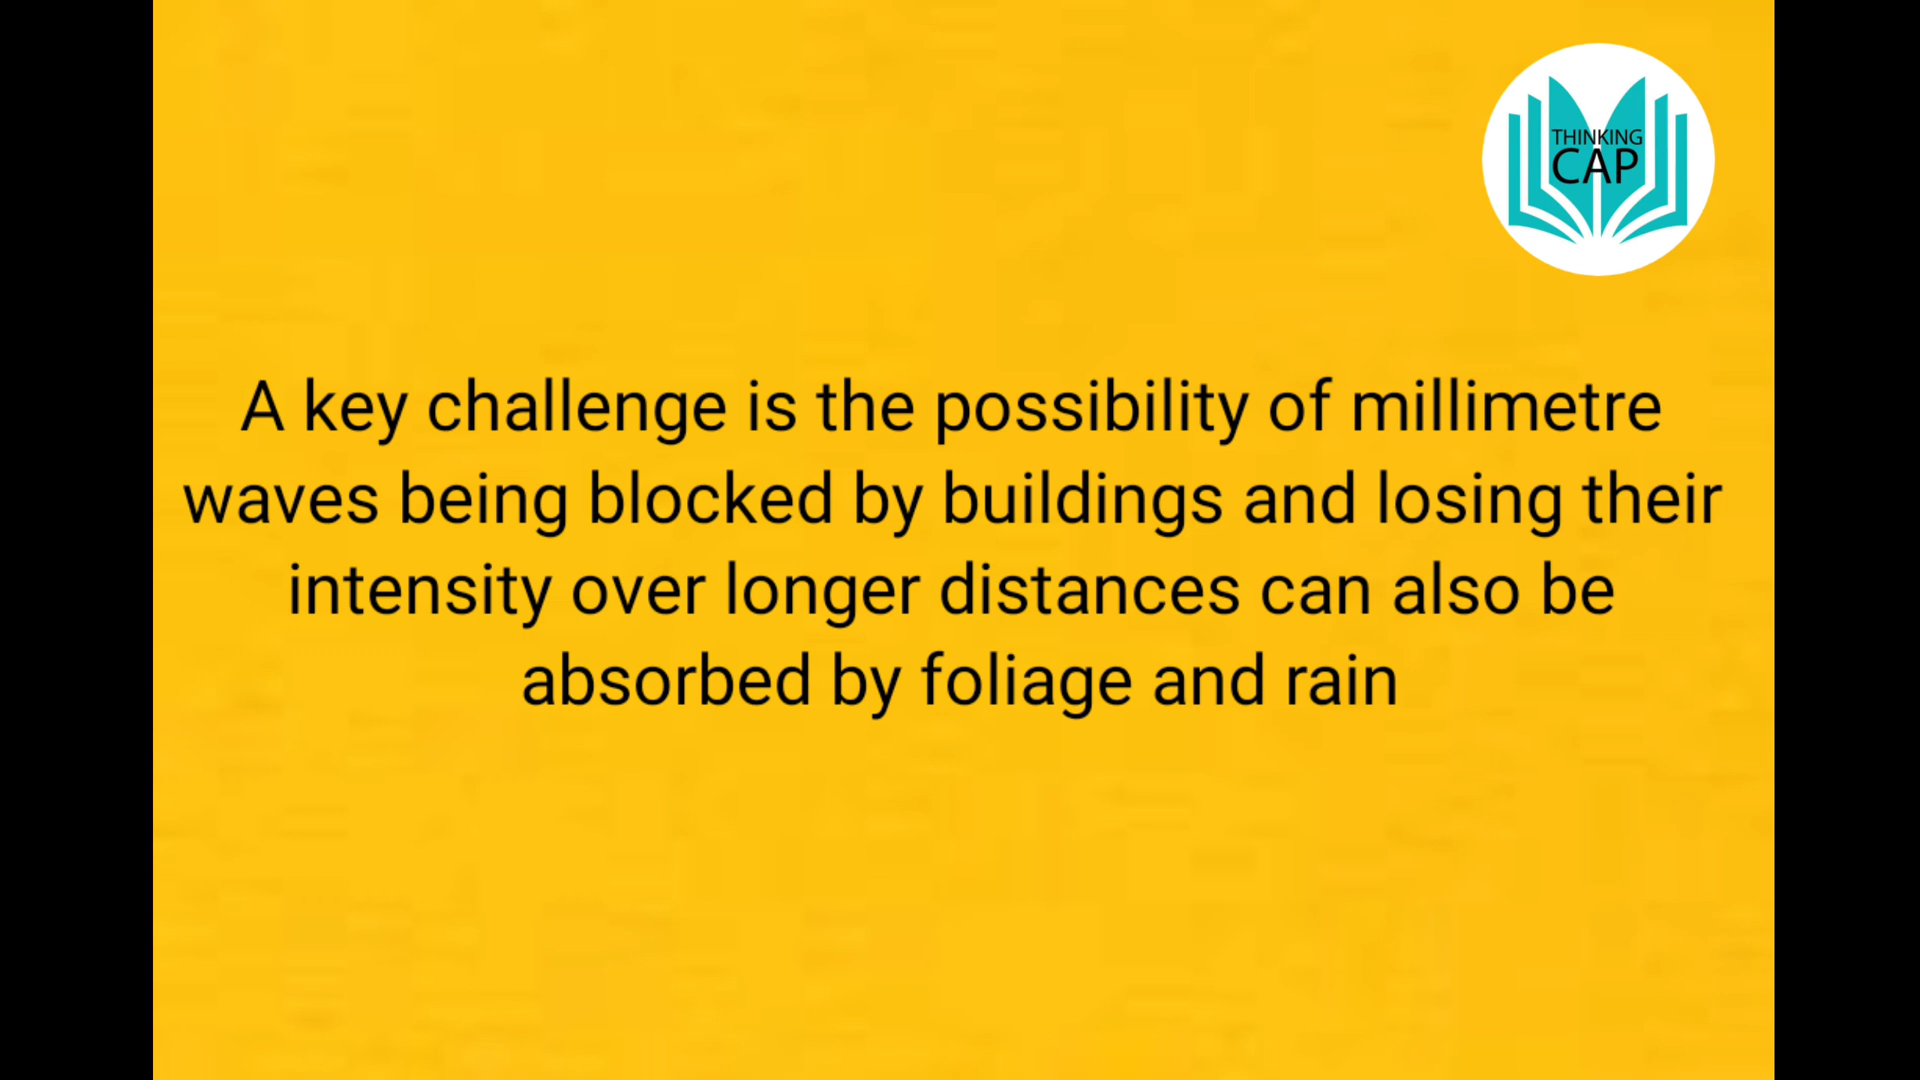 THINKING
CAP
A key challenge is the possibility of millimetre
waves being blocked by buildings and losing their
intensity over longer distances can also be
absorbed by foliage and rain